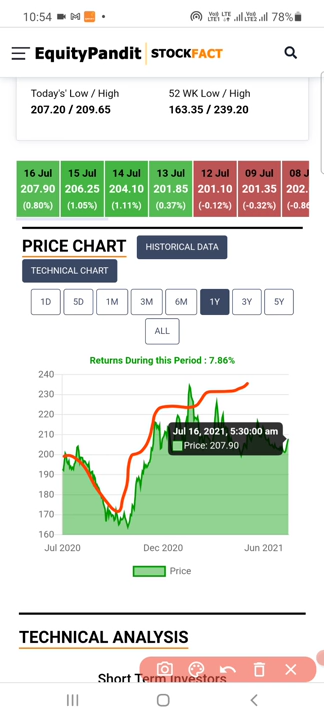 10:54 78%
EquityPandit STOCKFACT
Today's' Low / High 52 WK Low / High
207.20 / 209.65 163.35 / 239.20
16 Jul 15 Jul 14 Jul 13 Jul 12 Jul 09 Jul 08 J
207.90 206.25 204.10 201.85 201.10 201.35 202.
(0.80%) (1.05%) (1.11%) (0.37%) (-0.12%) (-0.32%) (-0.86
PRICE CHART HISTORICAL DATA
TECHNICAL CHART
1D 5D 1M 3M 6M 1Y 3Y 5Y
ALL
Returns During this Period : 7.86%
240
230
220
210
200
190
180
170
160
Jul 16, 2021, 5:30:00 am
Price: 207.90
Jul 2020 Dec 2020 Jun 2021
Price
TECHNICAL ANALYSIS
Short Term Investors